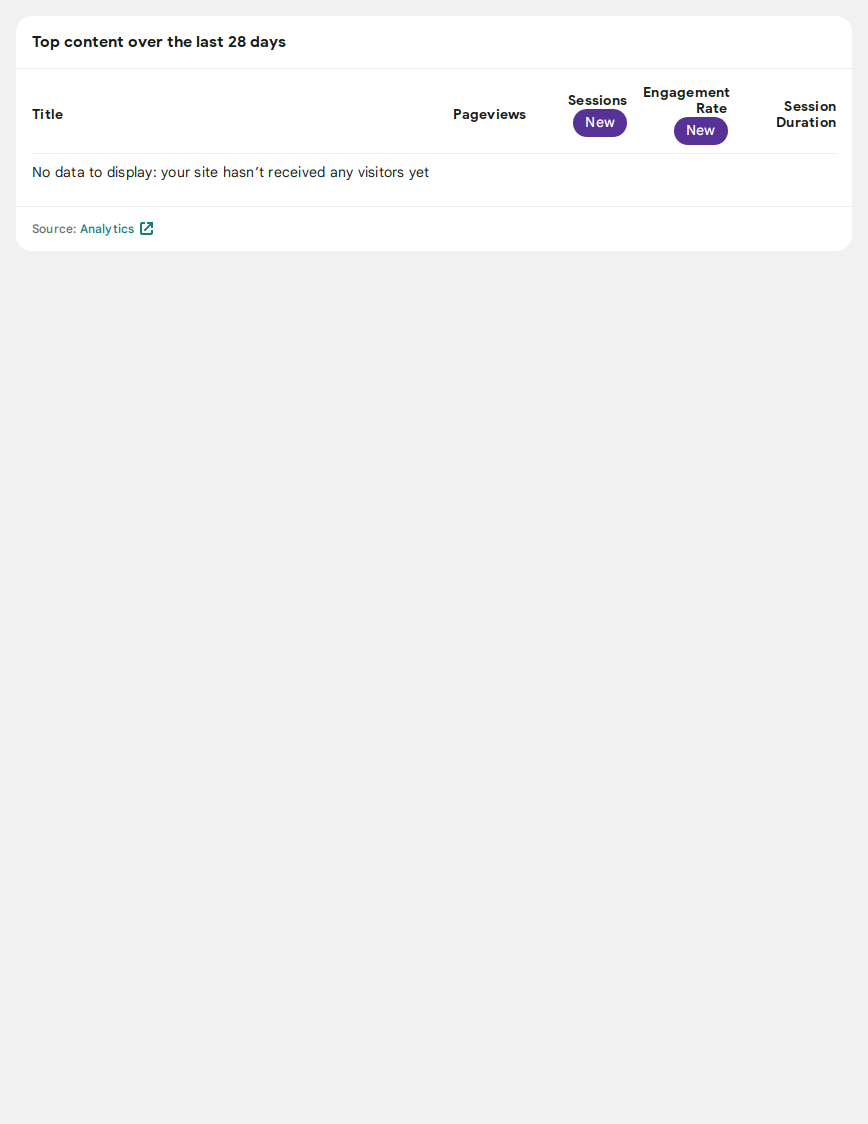 Top content over the last 28 days
Title
Pageviews
Sessions
New
Engagement
Rate
New
Session
Duration
No data to display: your site hasn’t received any visitors yet
Source: Analytics